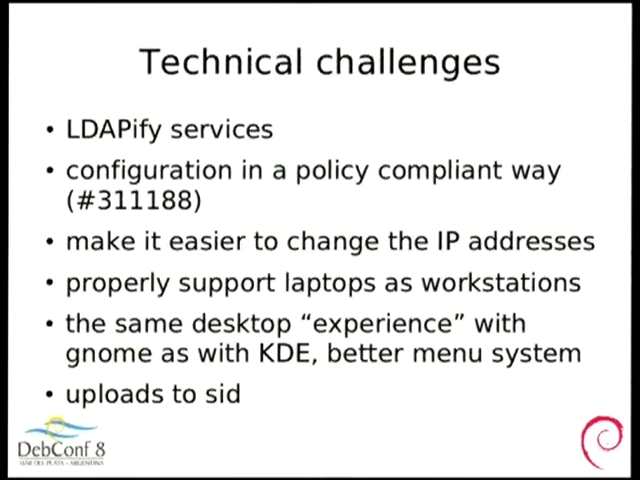 Technical challenges
• LDAPify services
• configuration in a policy compliant way
(#311188)
• make it easier to change the IP addresses
• properly support laptops as workstations
• the same desktop “experience” with
gnome as with KDE, better menu system
• uploads to sid
DebConf 8
MAR DEL PLATA - ARGENTINA